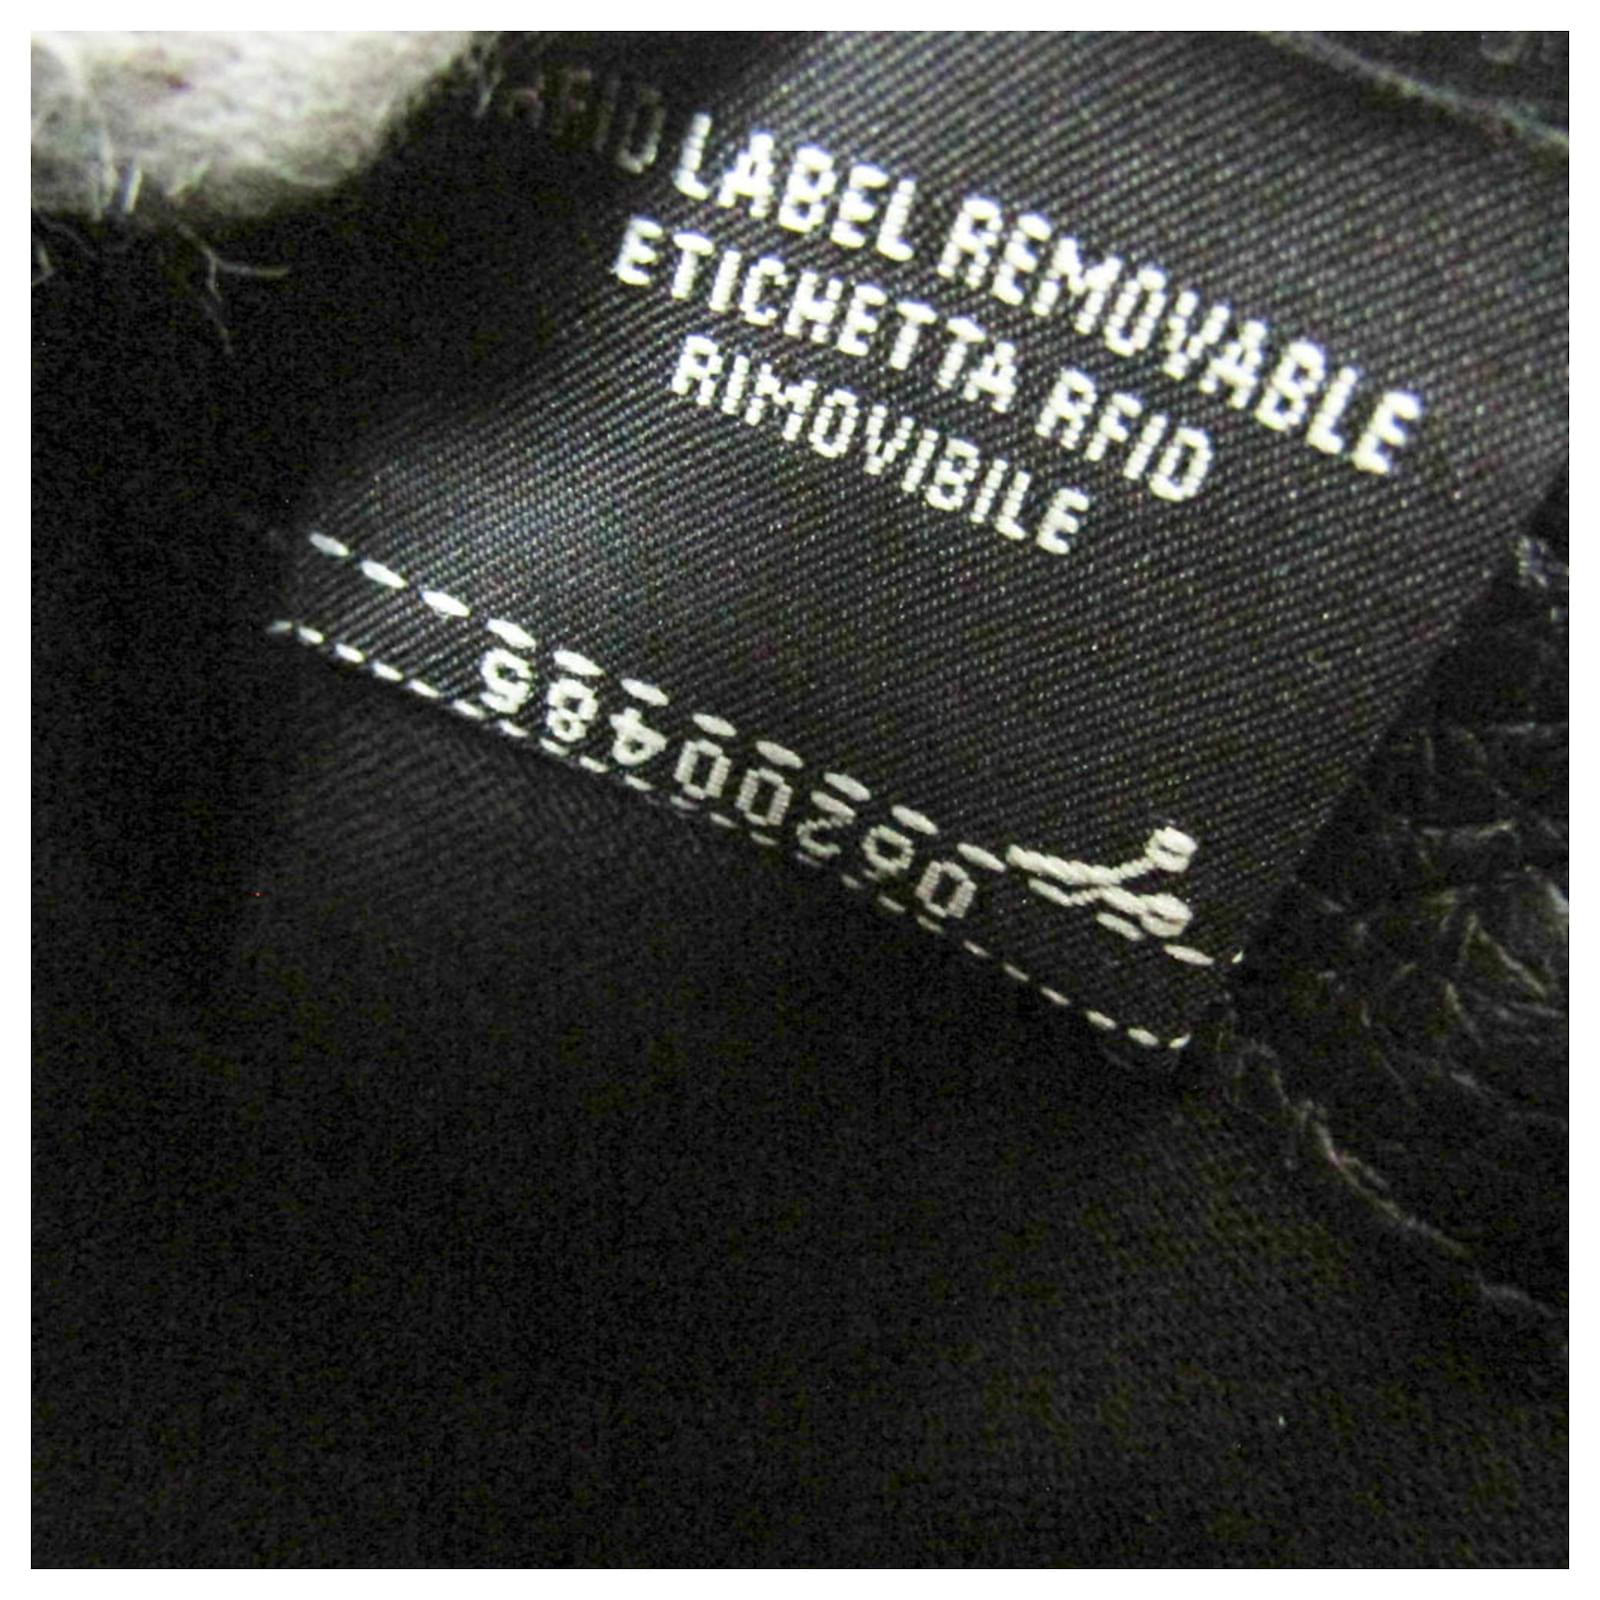 RFID LABEL REMOVABLE
ETICHETTA RFID
RIMOVIBILE
06200485